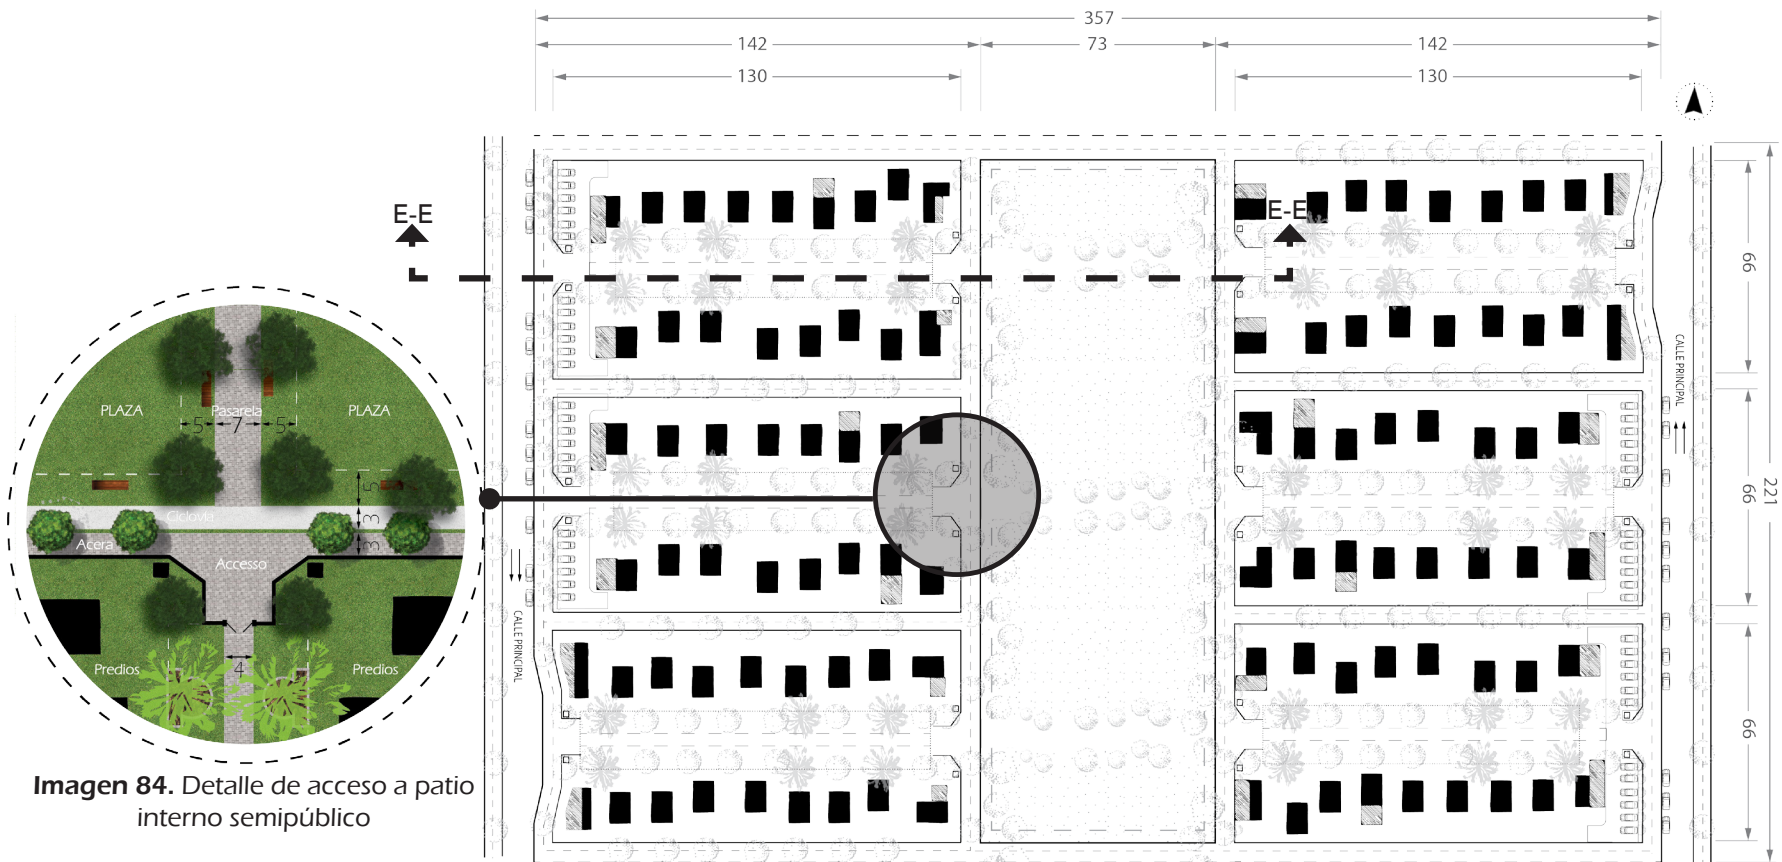 357
142
73
142
130
130
E-E
E-E
66
66
66
221
CALLE PRINCIPAL
CALLE PRINCIPAL
PLAZA
Pasarela
PLAZA
5
7
5
5
Ciclovía
3
Acera
3
Accesso
Predios
4
Predios
Imagen 84. Detalle de acceso a patio
interno semipúblico